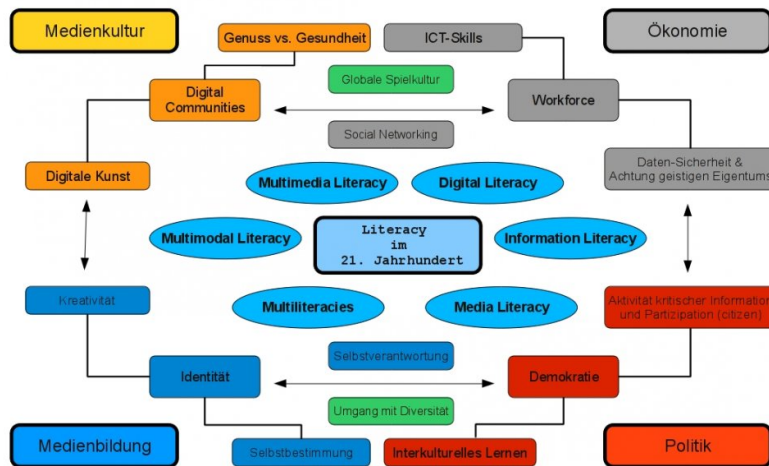 Medienkultur
Genuss vs. Gesundheit
ICT-Skills
Ökonomie
Globale Spielkultur
Digital
Communities
Workforce
Social Networking
Digitale Kunst
Daten-Sicherheit &
Achtung geistigen Eigentums
Multimedia Literacy
Digital Literacy
Multimodal Literacy
Literacy
im
21. Jahrhundert
Information Literacy
Kreativität
Multiliteracies
Media Literacy
Aktivität kritischer Information
und Partizipation (citizen)
Selbstverantwortung
Identität
Demokratie
Umgang mit Diversität
Medienbildung
Selbstbestimmung
Interkulturelles Lernen
Politik